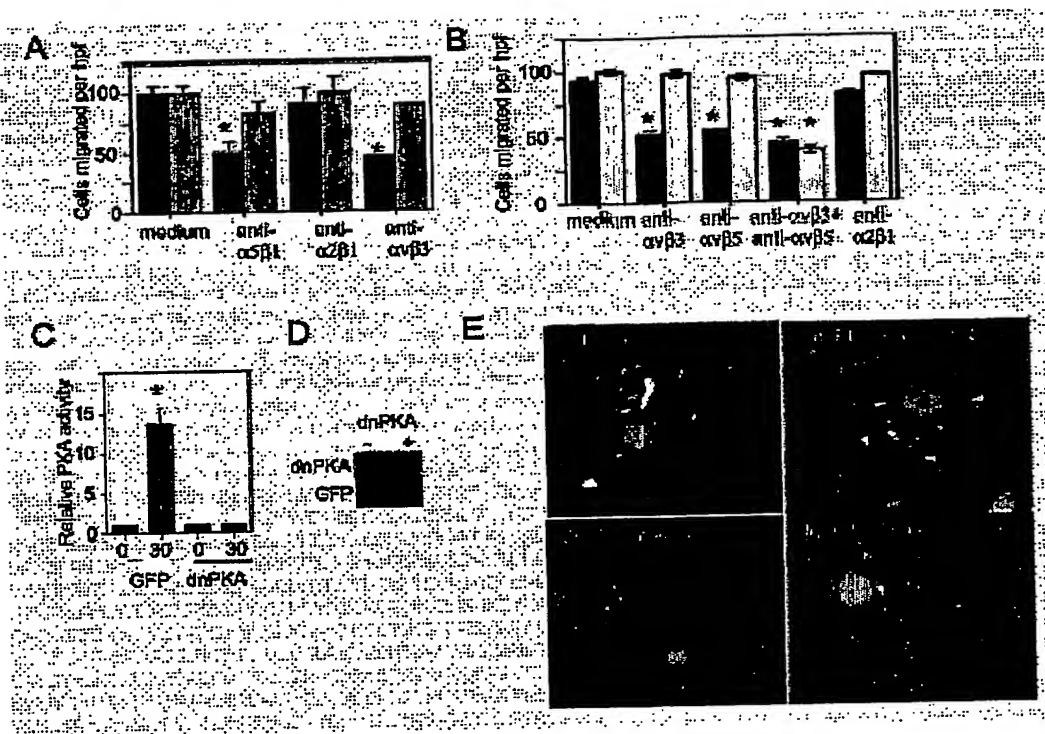 A
Cells migrated per hpf
100
50
0
medium anti-α5β1 anti-α2β1 anti-αvβ3
* *
B
Cells migrated per hpf
100
50
0
medium anti-αvβ3 anti-αvβ5 anti-αvβ3+ anti-αvβ5 anti-α2β1
* * * *
C
Relative PKA activity
15
10
5
0
*
0 30 0 30
GFP dnPKA
D
dnPKA
- +
dnPKA
GFP
E